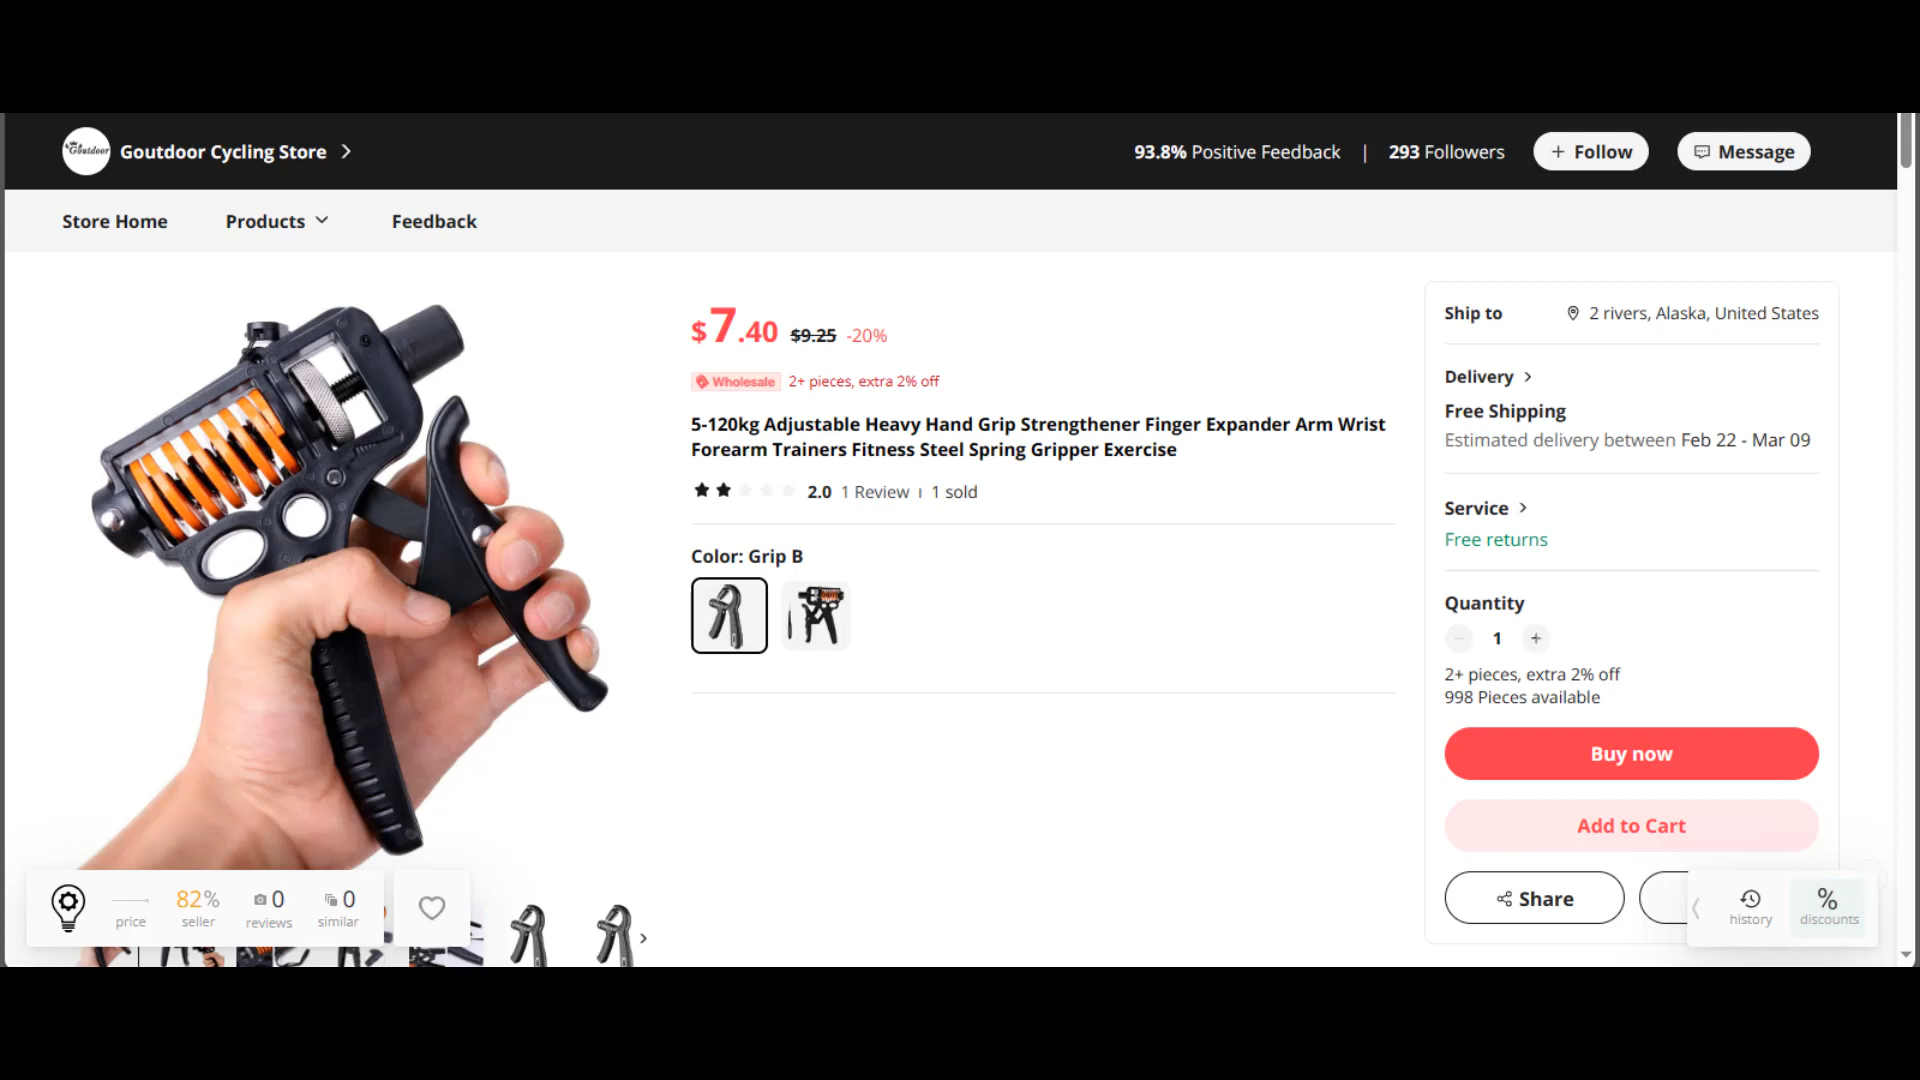 Goutdoor
Goutdoor Cycling Store
93.8% Positive Feedback | 293 Followers
+ Follow
Message
Store Home
Products
Feedback
$7.40 $9.25 -20%
Wholesale 2+ pieces, extra 2% off
5-120kg Adjustable Heavy Hand Grip Strengthener Finger Expander Arm Wrist
Forearm Trainers Fitness Steel Spring Gripper Exercise
2.0 1 Review | 1 sold
Color: Grip B
Ship to
2 rivers, Alaska, United States
Delivery
Free Shipping
Estimated delivery between Feb 22 - Mar 09
Service
Free returns
Quantity
- 1 +
2+ pieces, extra 2% off
998 Pieces available
Buy now
Add to Cart
Share
price
82%
seller
0
reviews
0
similar
history
%
discounts